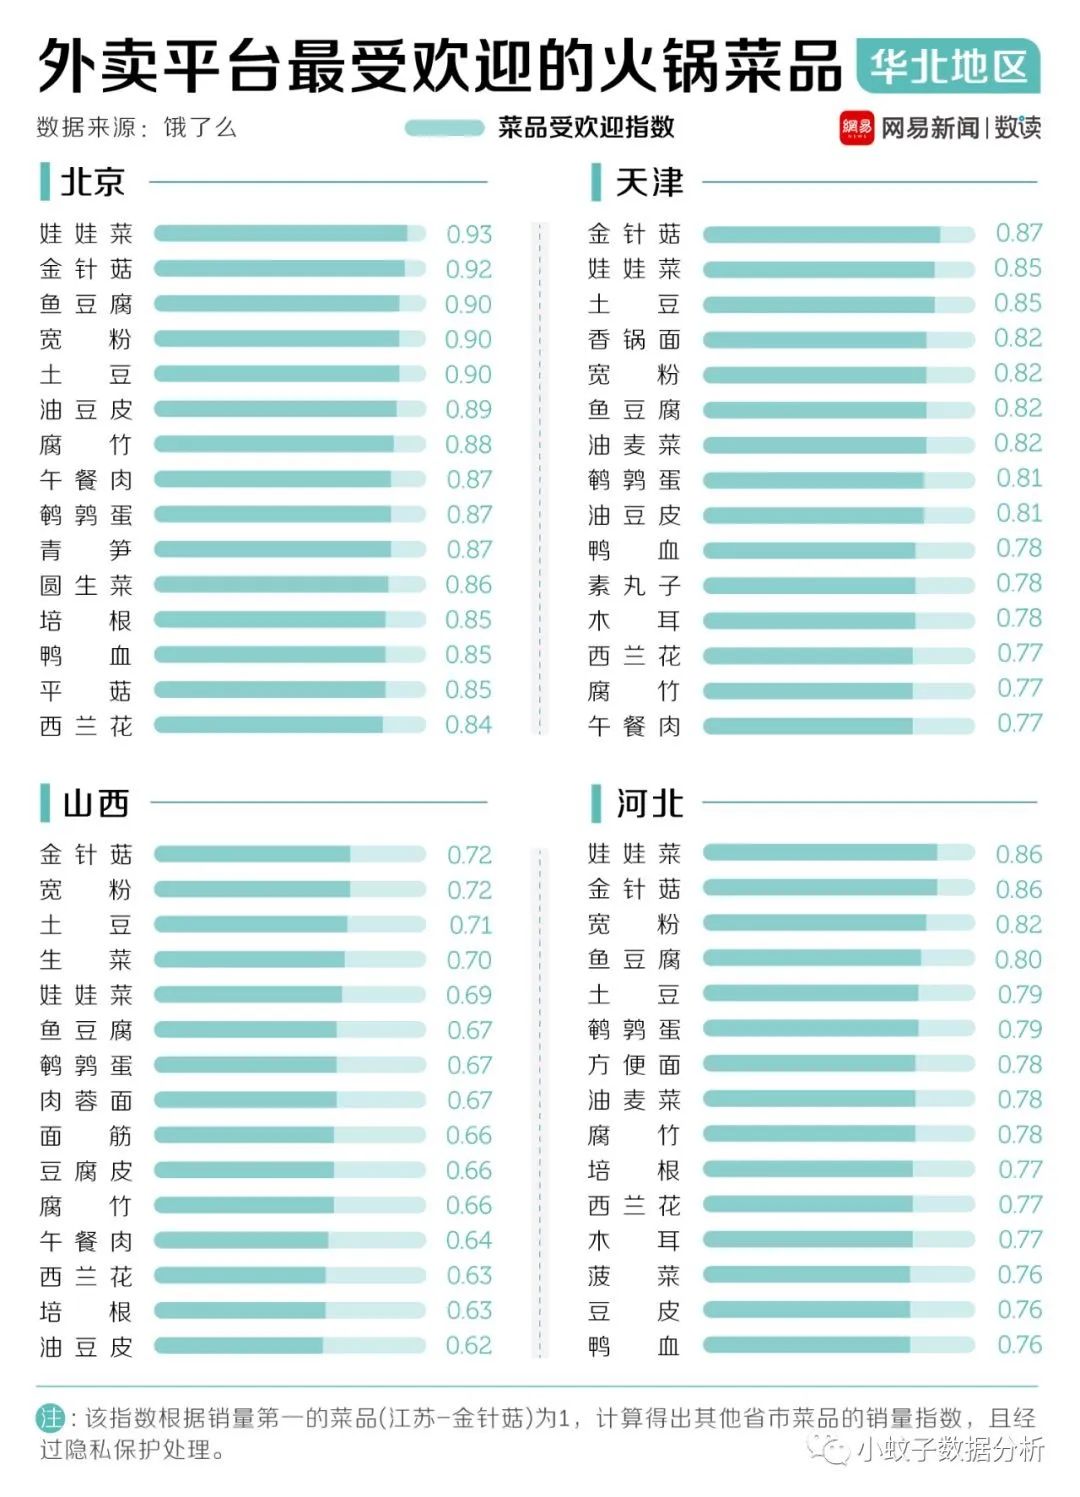 外卖平台最受欢迎的火锅菜品 华北地区
数据来源：饿了么 菜品受欢迎指数 網易 NEWS 网易新闻|数读
北京
娃娃菜 0.93
金针菇 0.92
鱼豆腐 0.90
宽粉 0.90
土豆 0.90
油豆皮 0.89
腐竹 0.88
午餐肉 0.87
鹌鹑蛋 0.87
青笋 0.87
圆生菜 0.86
培根 0.85
鸭血 0.85
平菇 0.85
西兰花 0.84
天津
金针菇 0.87
娃娃菜 0.85
土豆 0.85
香锅面 0.82
宽粉 0.82
鱼豆腐 0.82
油麦菜 0.82
鹌鹑蛋 0.81
油豆皮 0.81
鸭血 0.78
素丸子 0.78
木耳 0.78
西兰花 0.77
腐竹 0.77
午餐肉 0.77
山西
金针菇 0.72
宽粉 0.72
土豆 0.71
生菜 0.70
娃娃菜 0.69
鱼豆腐 0.67
鹌鹑蛋 0.67
肉蓉面 0.67
面筋 0.66
豆腐皮 0.66
腐竹 0.66
午餐肉 0.64
西兰花 0.63
培根 0.63
油豆皮 0.62
河北
娃娃菜 0.86
金针菇 0.86
宽粉 0.82
鱼豆腐 0.80
土豆 0.79
鹌鹑蛋 0.79
方便面 0.78
油麦菜 0.78
腐竹 0.78
培根 0.77
西兰花 0.77
木耳 0.77
菠菜 0.76
豆皮 0.76
鸭血 0.76
注：该指数根据销量第一的菜品(江苏-金针菇)为1，计算得出其他省市菜品的销量指数，且经
过隐私保护处理。
小蚊子数据分析